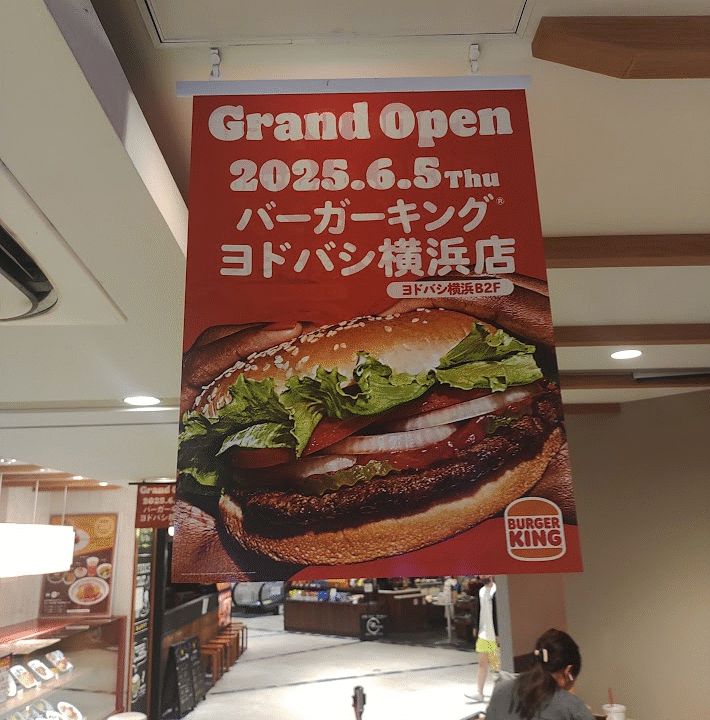 Grand Open
2025.6.5 Thu
バーガーキング®
ヨドバシ横浜店
ヨドバシ横浜B2F
BURGER
KING